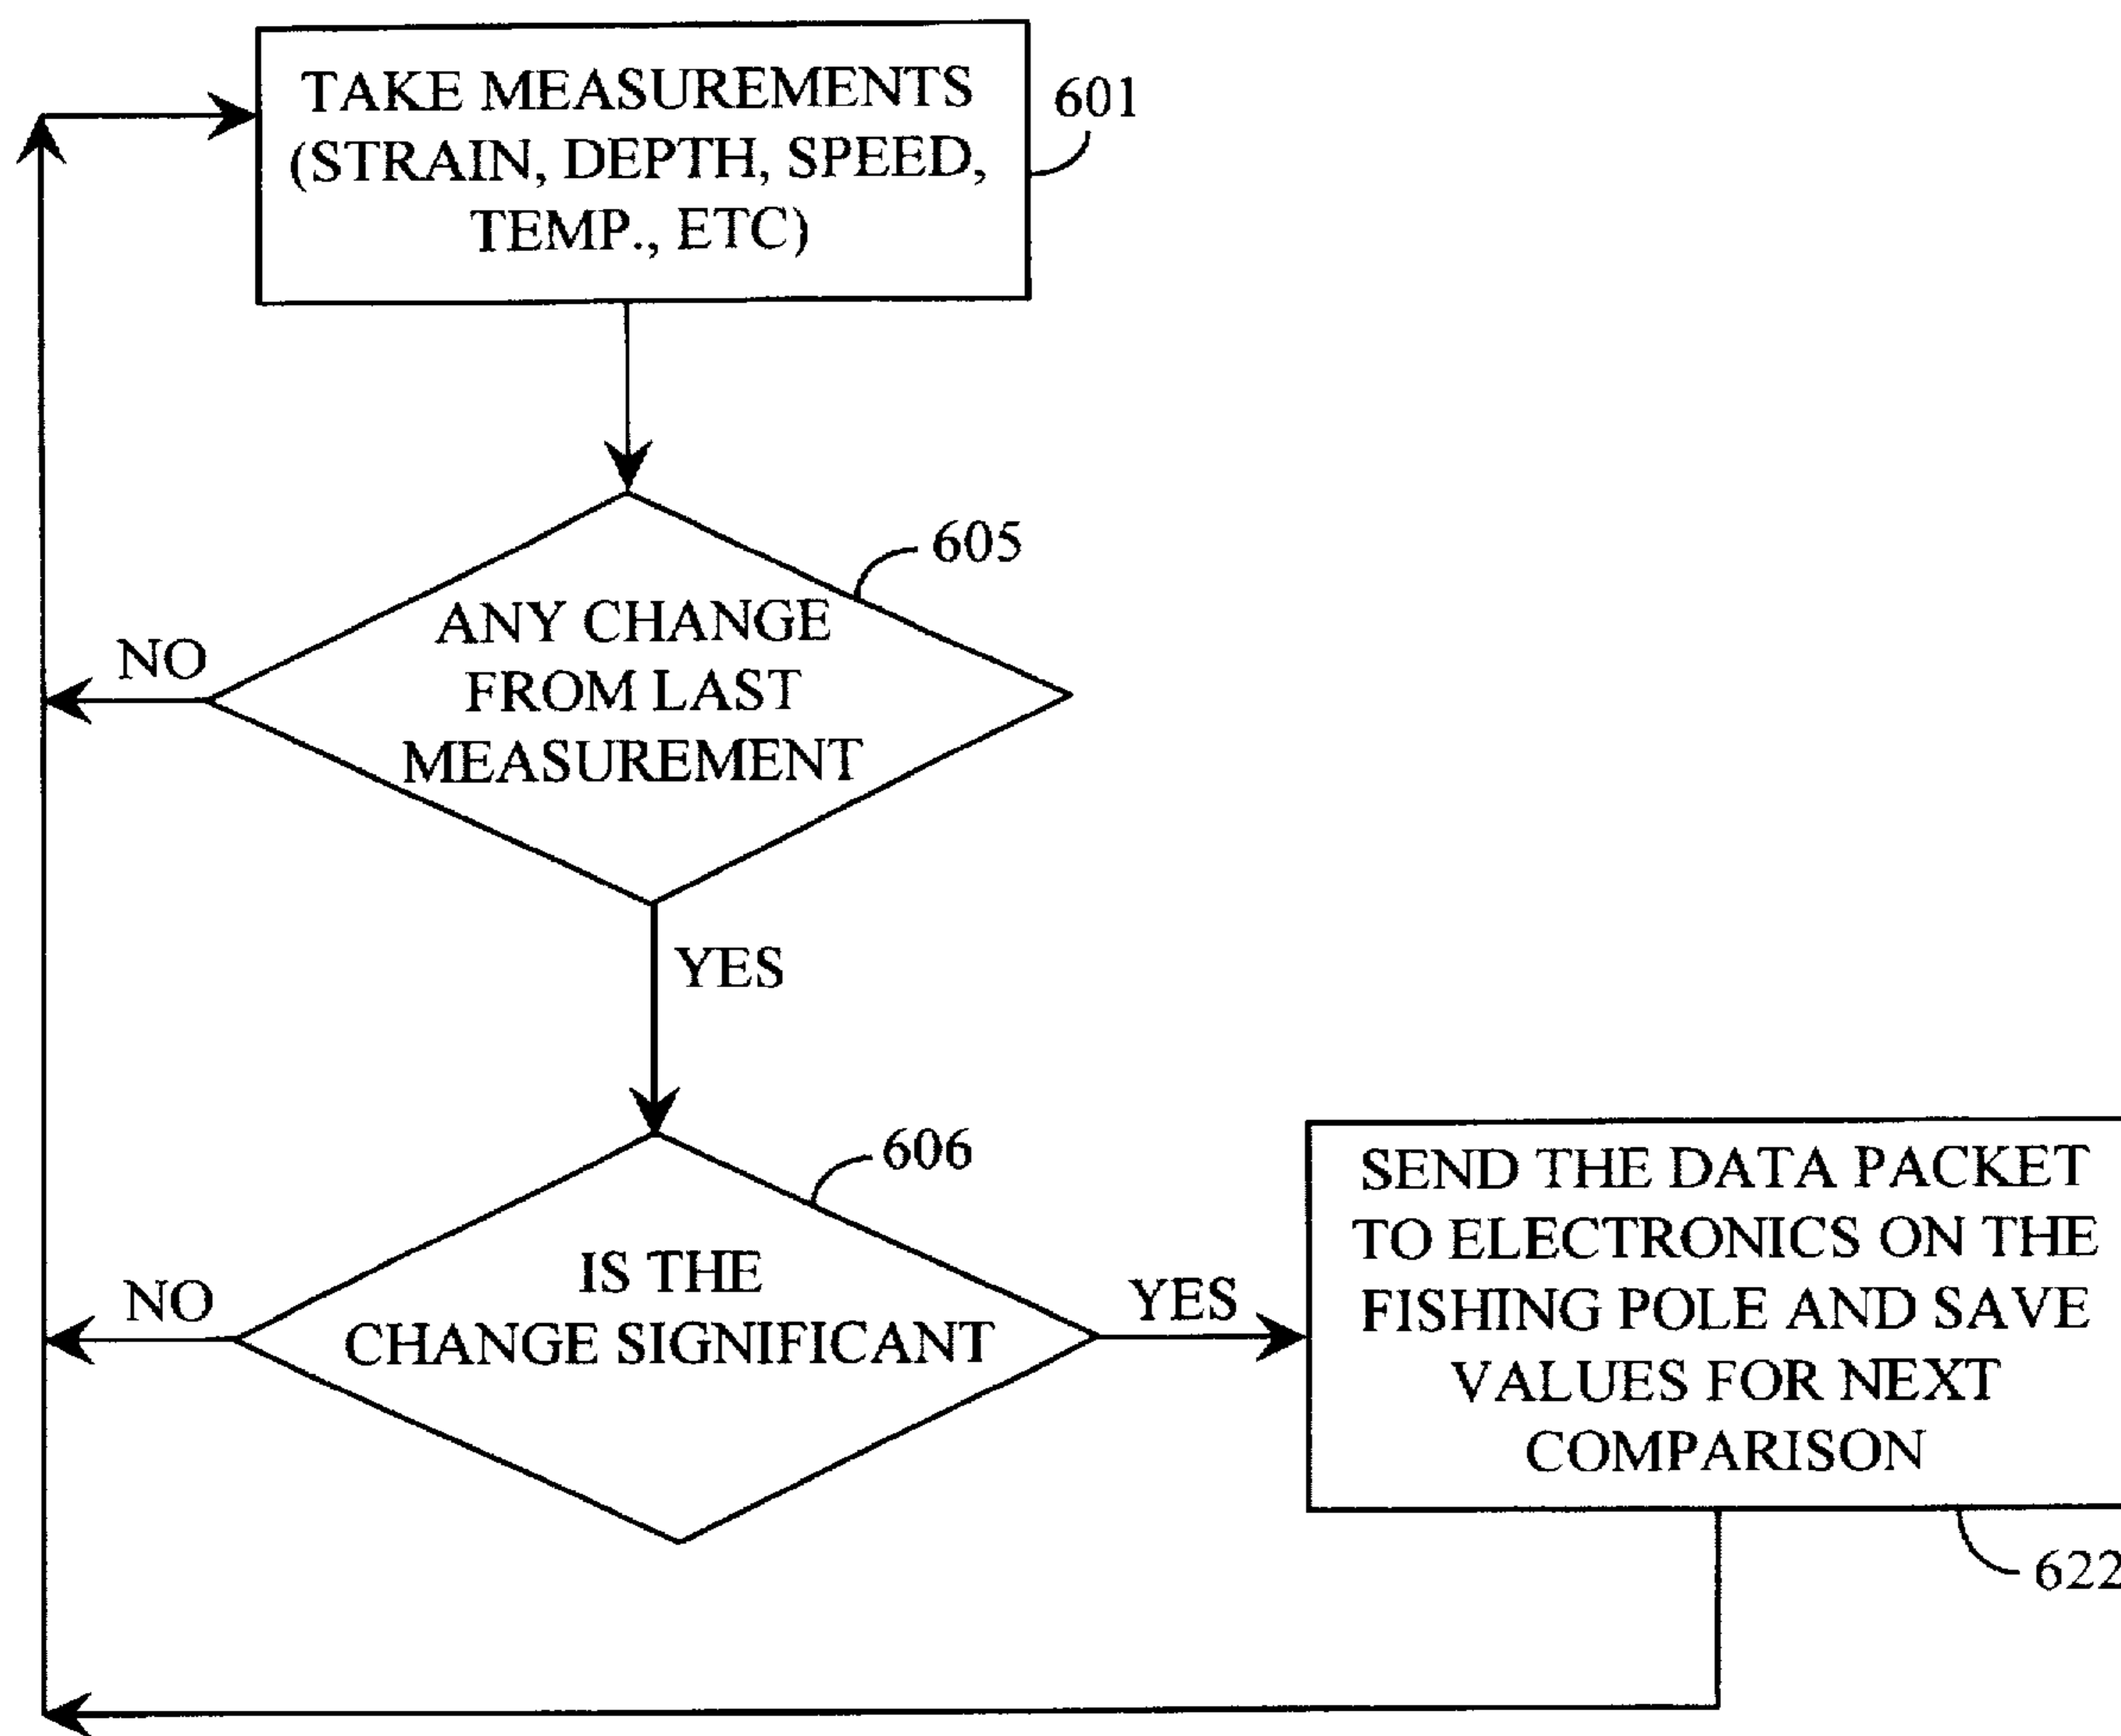 TAKE MEASUREMENTS
(STRAIN, DEPTH, SPEED,
TEMP., ETC)
601
605
ANY CHANGE
FROM LAST
MEASUREMENT
NO
YES
606
IS THE
CHANGE SIGNIFICANT
NO
YES
SEND THE DATA PACKET
TO ELECTRONICS ON THE
FISHING POLE AND SAVE
VALUES FOR NEXT
COMPARISON
622